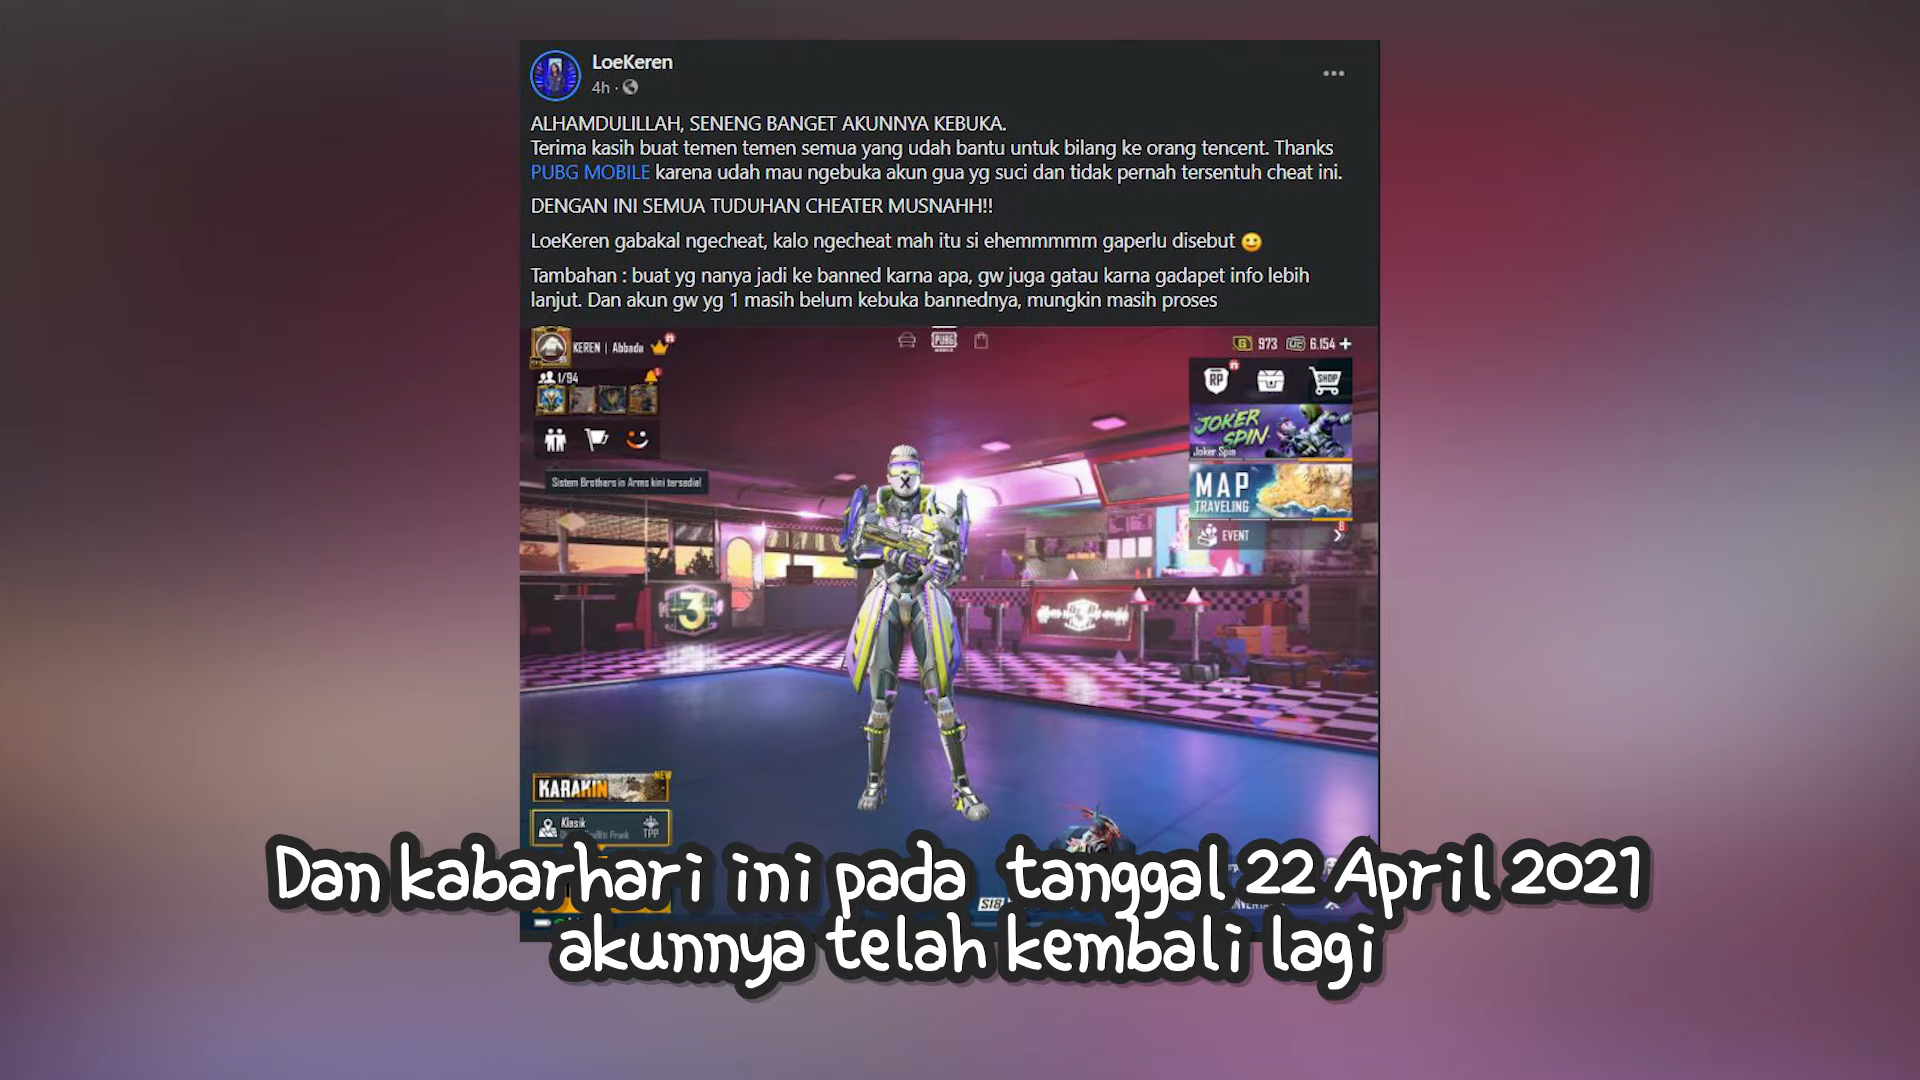 LoeKeren
4h ·
ALHAMDULILLAH, SENENG BANGET AKUNNYA KEBUKA.
Terima kasih buat temen temen semua yang udah bantu untuk bilang ke orang tencent. Thanks
PUBG MOBILE karena udah mau ngebuka akun gua yg suci dan tidak pernah tersentuh cheat ini.
DENGAN INI SEMUA TUDUHAN CHEATER MUSNAHH!!
LoeKeren gabakal ngecheat, kalo ngecheat mah itu si ehemmmmm gaperlu disebut
Tambahan : buat yg nanya jadi ke banned karna apa, gw juga gatau karna gadapet info lebih
lanjut. Dan akun gw yg 1 masih belum kebuka bannednya, mungkin masih proses
KEREN | Abbada
PUBG
MOBILE
973
UC
6.154 +
1/94
RP
SHOP
JOKER
SPIN
Joker Spin
Sistem Brothers in Arms kini tersedia!
MAP
TRAVELING
EVENT
3
NEW
KARAKIN
Klasik
TPP
Dan kabarhari ini pada tanggal 22 April 2021
akunnya telah kembali lagi